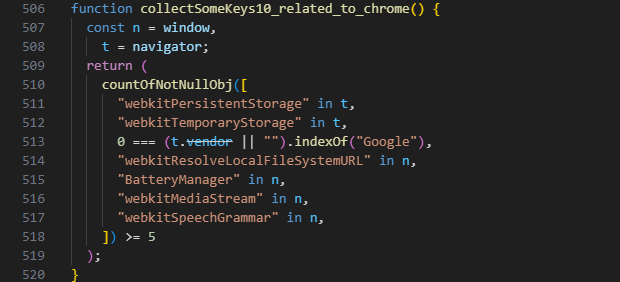 506 function collectSomeKeys10_related_to_chrome() {
507   const n = window,
508     t = navigator;
509   return (
510     countOfNotNullObj([
511       "webkitPersistentStorage" in t,
512       "webkitTemporaryStorage" in t,
513       0 === (t.vendor || "").indexOf("Google"),
514       "webkitResolveLocalFileSystemURL" in n,
515       "BatteryManager" in n,
516       "webkitMediaStream" in n,
517       "webkitSpeechGrammar" in n,
518     ]) >= 5
519   );
520 }